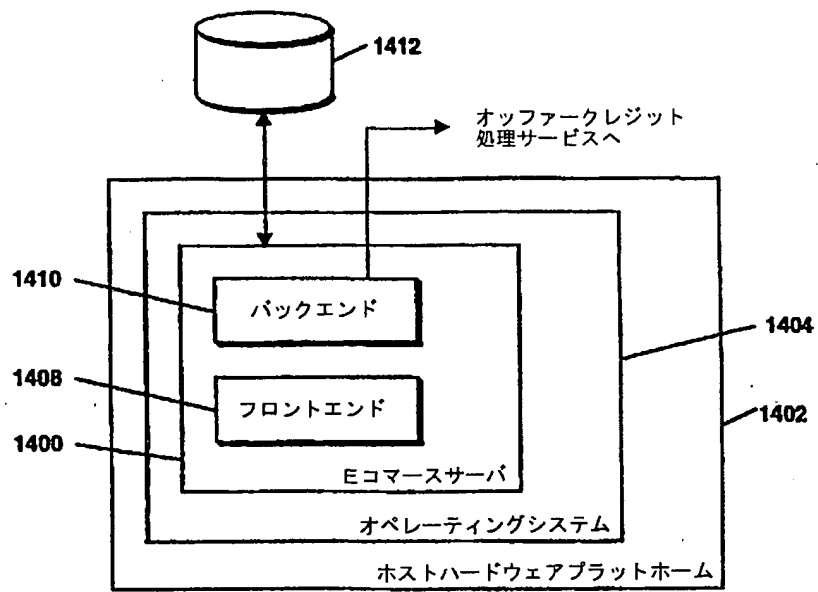 1412
オッファークレジット
処理サービスへ
1410
バックエンド
1404
1408
フロントエンド
1402
1400
Eコマースサーバ
オペレーティングシステム
ホストハードウェアプラットホーム